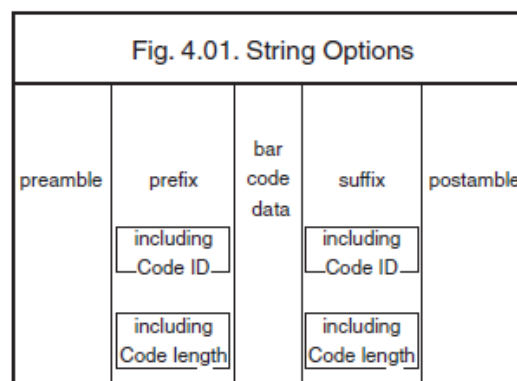 Fig. 4.01. String Options
preamble
prefix
bar
code
data
suffix
postamble
including
Code ID
including
Code ID
including
Code length
including
Code length